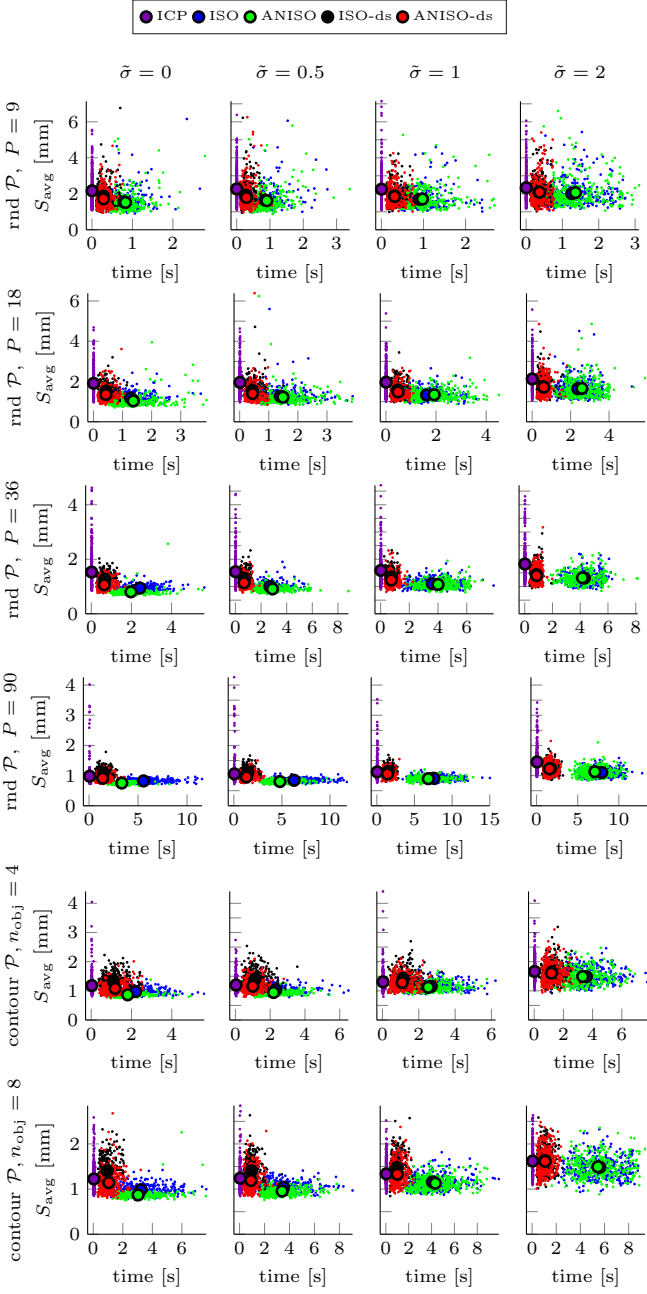 ICP ISO ANISO ISO-ds ANISO-ds
σ̃ = 0 σ̃ = 0.5 σ̃ = 1 σ̃ = 2
rnd 𝒫, P = 9
S_avg [mm]
0 2 4 6
0 1 2
0 1 2 3
0 1 2
0 1 2 3
time [s] time [s] time [s] time [s]
rnd 𝒫, P = 18
S_avg [mm]
0 2 4 6
0 1 2 3
0 1 2 3
0 2 4
0 2 4
time [s] time [s] time [s] time [s]
rnd 𝒫, P = 36
S_avg [mm]
0 2 4
0 2 4
0 2 4 6 8
0 2 4 6
0 2 4 6 8
time [s] time [s] time [s] time [s]
rnd 𝒫, P = 90
S_avg [mm]
0 1 2 3 4
0 5 10
0 5 10
0 5 10 15
0 5 10
time [s] time [s] time [s] time [s]
contour 𝒫, n_obj = 4
S_avg [mm]
0 2 4
0 2 4
0 2 4 6
0 2 4 6
0 2 4 6
time [s] time [s] time [s] time [s]
contour 𝒫, n_obj = 8
S_avg [mm]
0 1 2
0 2 4 6
0 2 4 6 8
0 2 4 6 8
0 2 4 6 8
time [s] time [s] time [s] time [s]